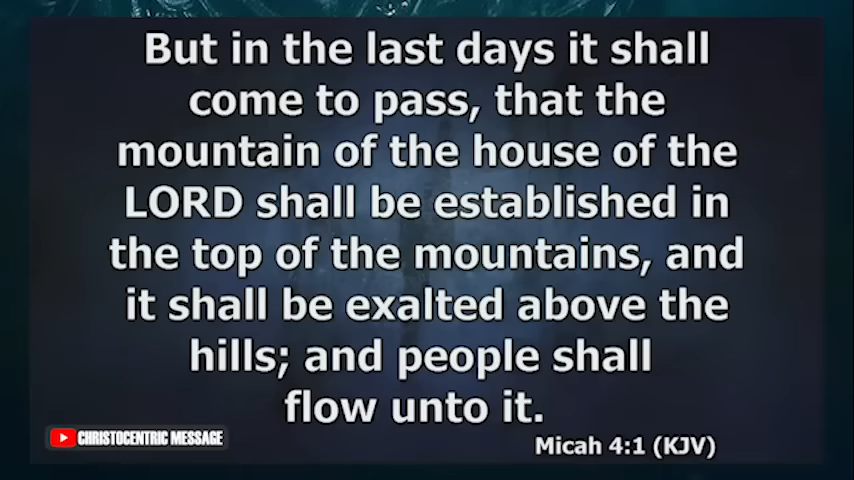 But in the last days it shall
come to pass, that the
mountain of the house of the
LORD shall be established in
the top of the mountains, and
it shall be exalted above the
hills; and people shall
flow unto it.
CHRISTOCENTRIC MESSAGE
Micah 4:1 (KJV)